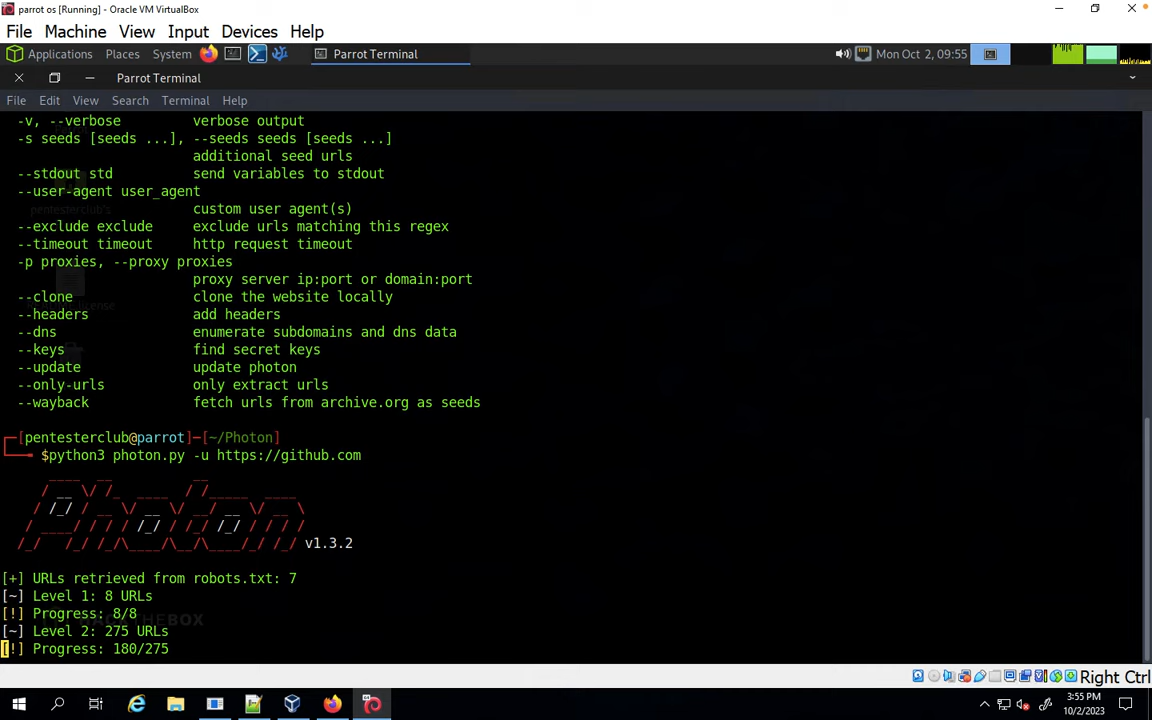 parrot os [Running] - Oracle VM VirtualBox
File Machine View Input Devices Help
Applications Places System Parrot Terminal Mon Oct 2, 09:55
Parrot Terminal
File Edit View Search Terminal Help
-v, --verbose verbose output
-s seeds [seeds ...], --seeds seeds [seeds ...]
additional seed urls
--stdout std send variables to stdout
--user-agent user_agent
custom user agent(s)
--exclude exclude exclude urls matching this regex
--timeout timeout http request timeout
-p proxies, --proxy proxies
proxy server ip:port or domain:port
--clone clone the website locally
--headers add headers
--dns enumerate subdomains and dns data
--keys find secret keys
--update update photon
--only-urls only extract urls
--wayback fetch urls from archive.org as seeds
[pentesterclub@parrot]-[~/Photon]
$python3 photon.py -u https://github.com
Photon v1.3.2
[+] URLs retrieved from robots.txt: 7
[~] Level 1: 8 URLs
[!] Progress: 8/8
[~] Level 2: 275 URLs
[!] Progress: 180/275
Right Ctrl
3:55 PM
10/2/2023